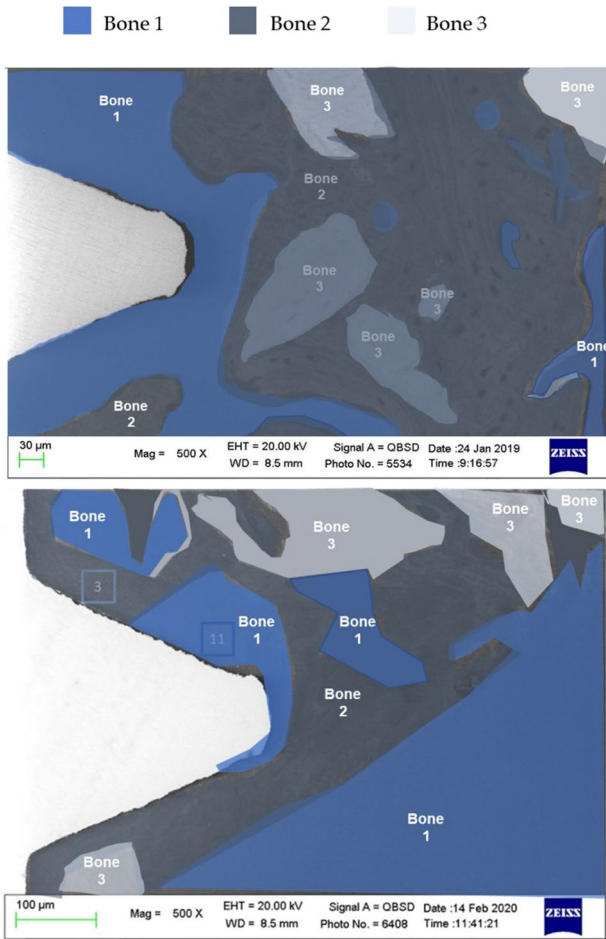 Bone 1 Bone 2 Bone 3
Bone
1
Bone
3
Bone
3
Bone
2
Bone
3
Bone
3
Bone
3
Bone
1
Bone
2
30 µm
Mag = 500 X
EHT = 20.00 kV Signal A = QBSD Date :24 Jan 2019
WD = 8.5 mm Photo No. = 5534 Time :9:16:57
ZEISS
Bone
1
Bone
3
Bone
3
Bone
3
3
11
Bone
1
Bone
1
Bone
2
Bone
1
Bone
3
100 µm
Mag = 500 X
EHT = 20.00 kV Signal A = QBSD Date :14 Feb 2020
WD = 8.5 mm Photo No. = 6408 Time :11:41:21
ZEISS